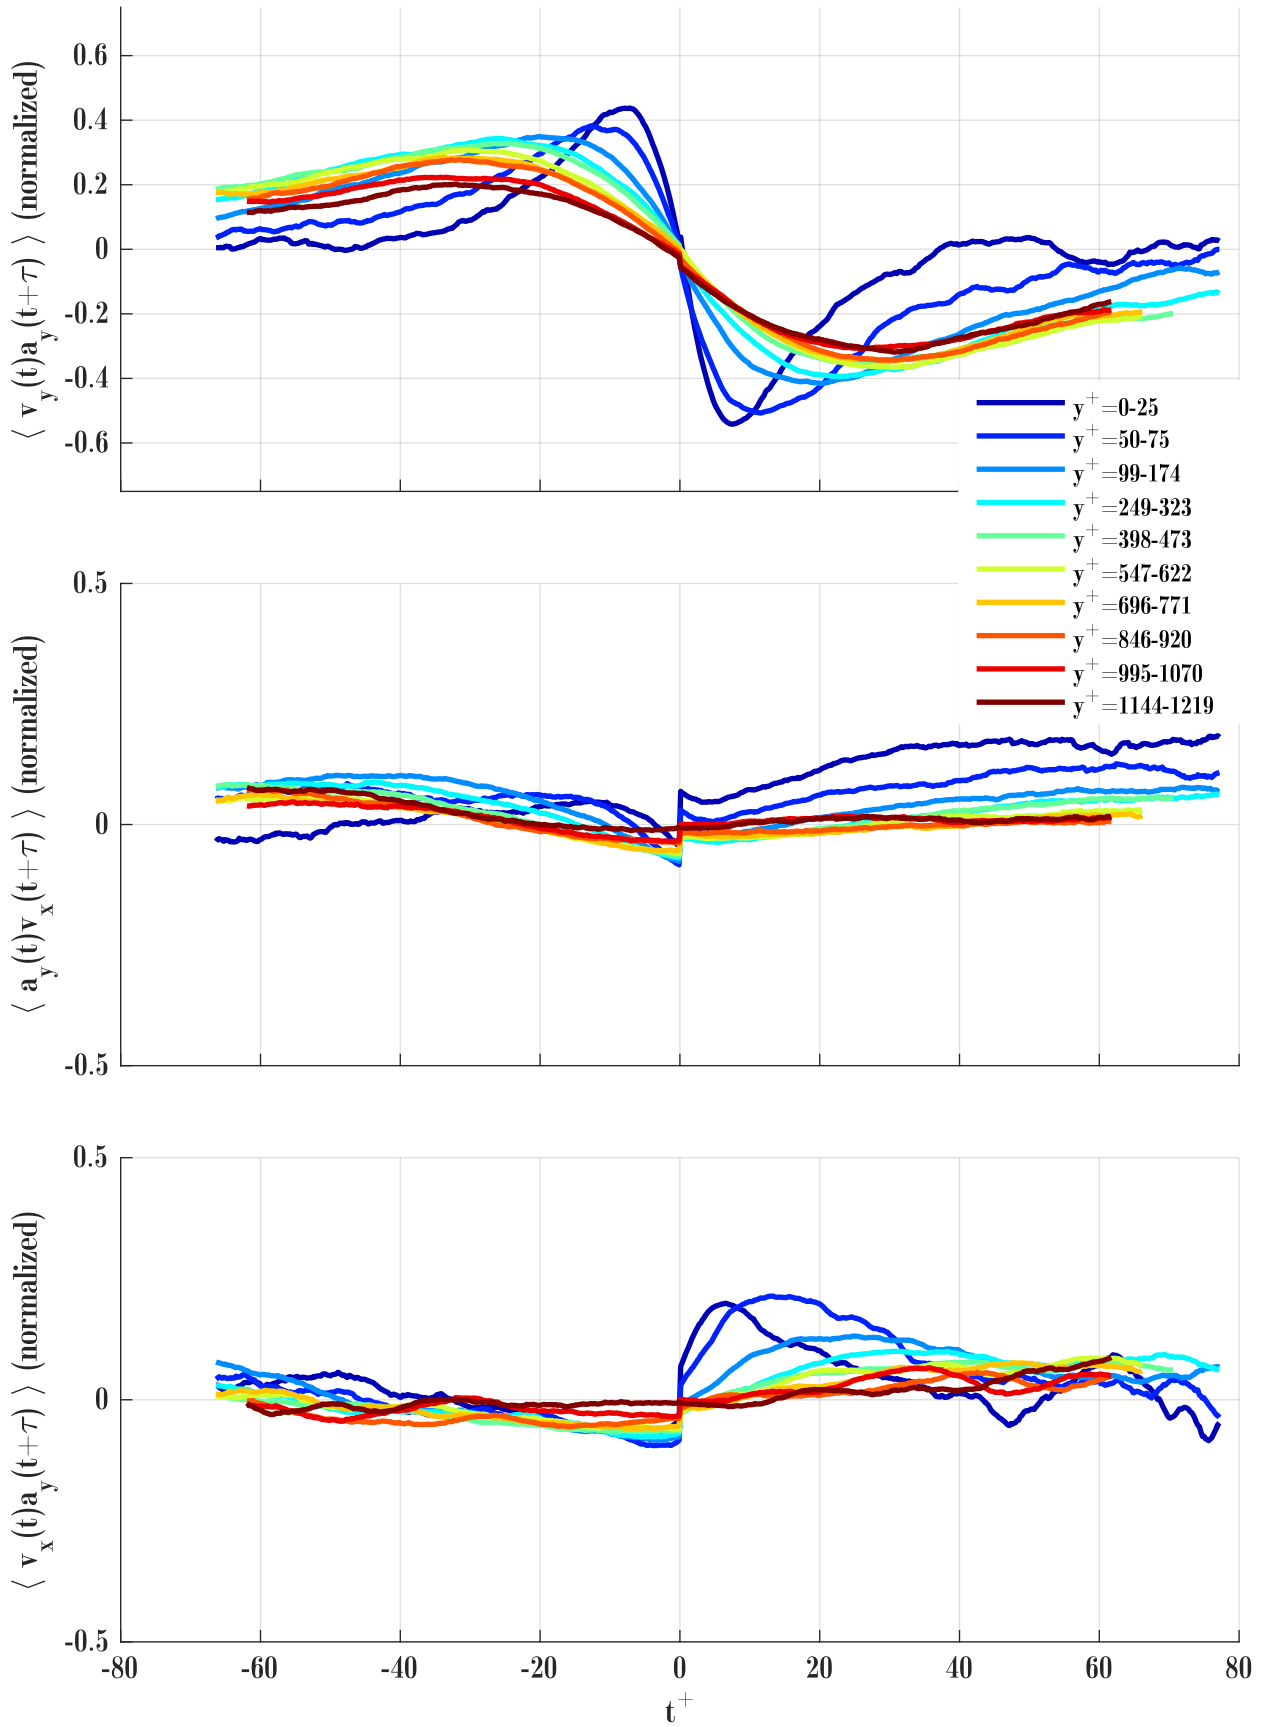 ⟨ v_y(t)a_y(t+τ) ⟩ (normalized)
0.6
0.4
0.2
0
-0.2
-0.4
-0.6
y⁺=0-25
y⁺=50-75
y⁺=99-174
y⁺=249-323
y⁺=398-473
y⁺=547-622
y⁺=696-771
y⁺=846-920
y⁺=995-1070
y⁺=1144-1219
⟨ a_y(t)v_x(t+τ) ⟩ (normalized)
0.5
0
-0.5
⟨ v_x(t)a_y(t+τ) ⟩ (normalized)
0.5
0
-0.5
-80 -60 -40 -20 0 20 40 60 80
t⁺